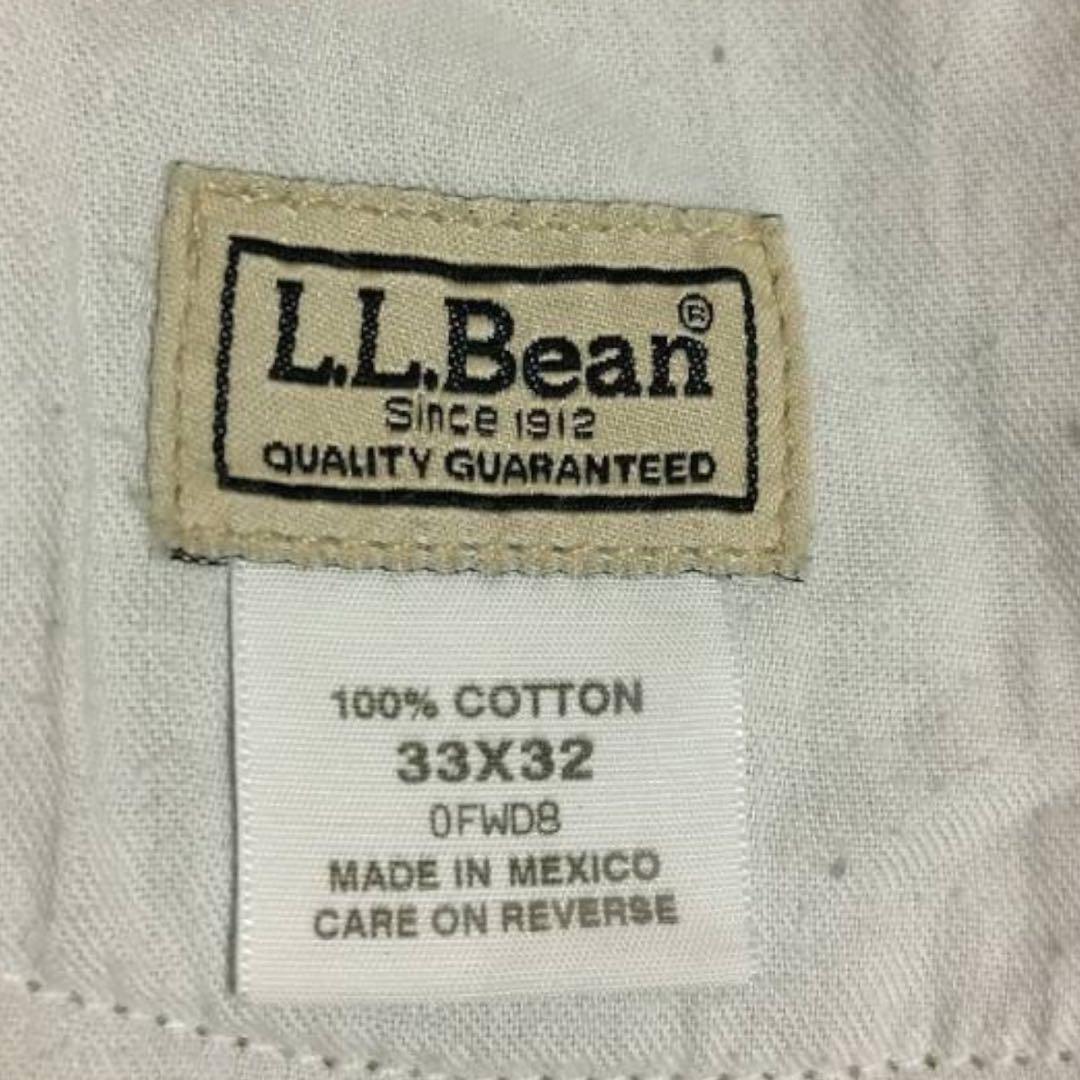 L.L.Bean®
Since 1912
QUALITY GUARANTEED
100% COTTON
33X32
0FWD8
MADE IN MEXICO
CARE ON REVERSE